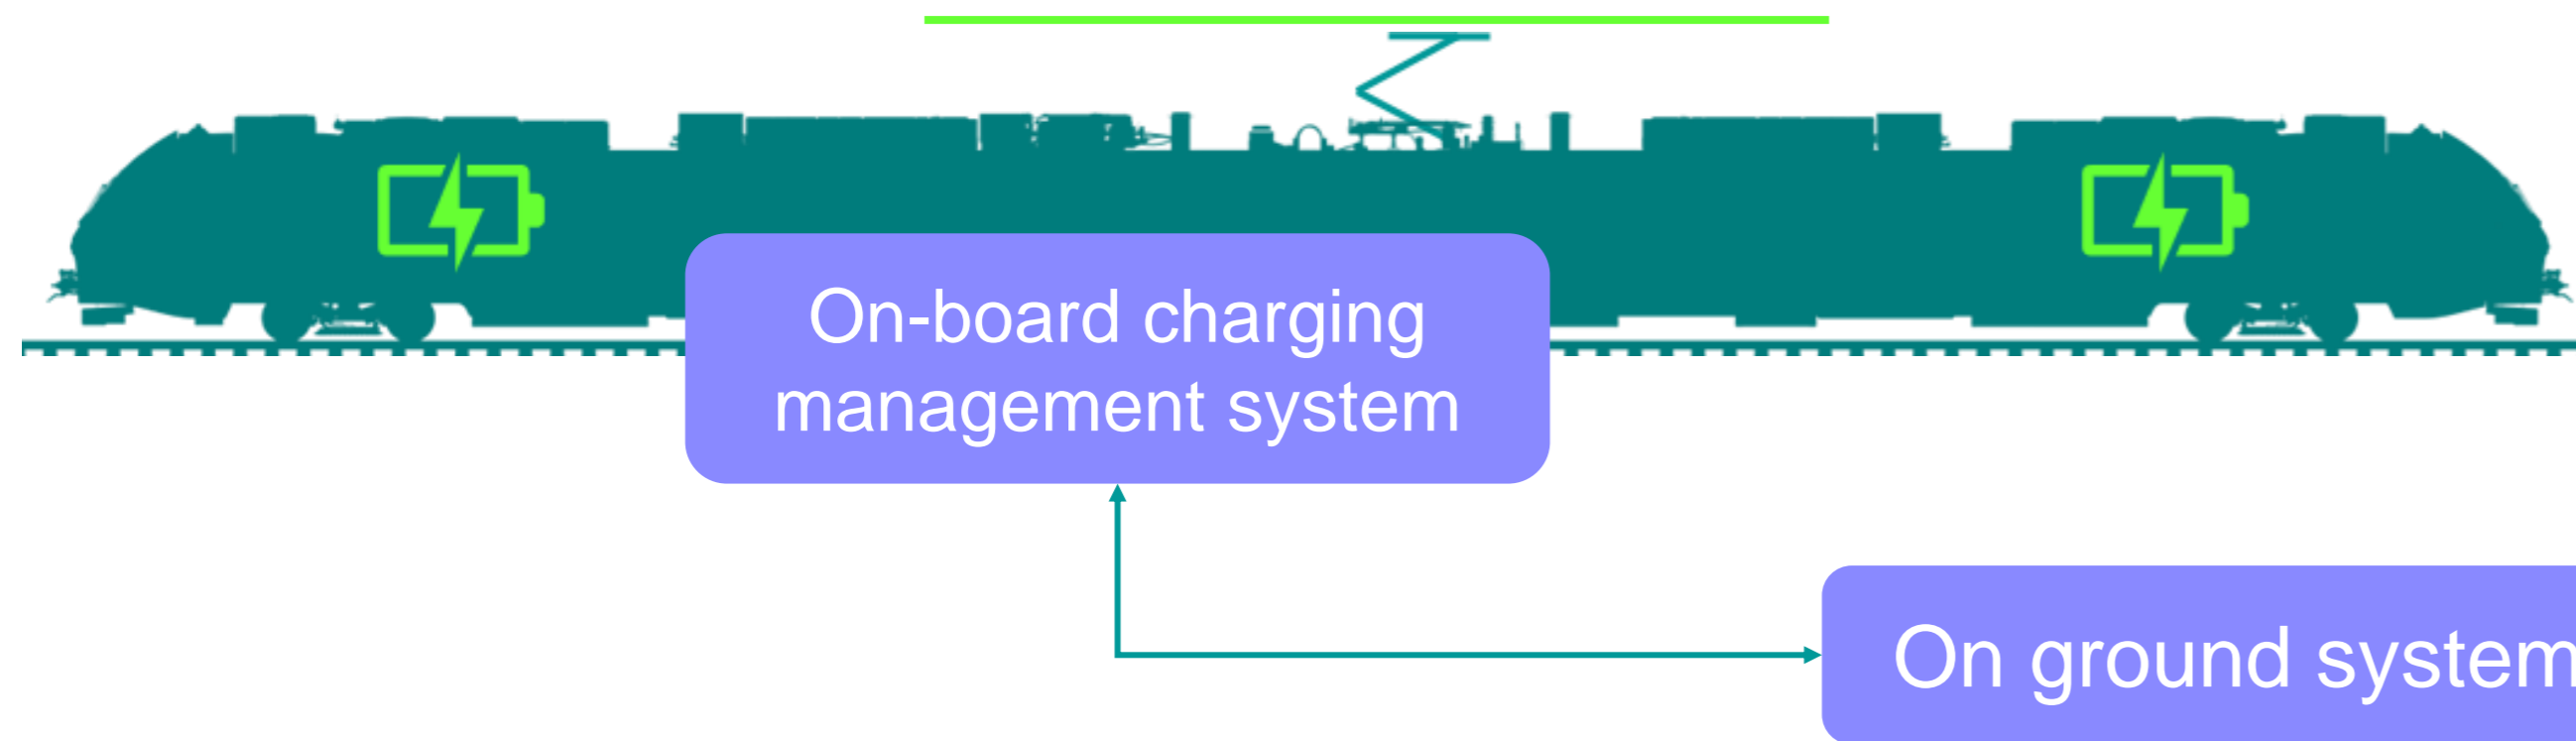 On-board charging
management system
On ground system